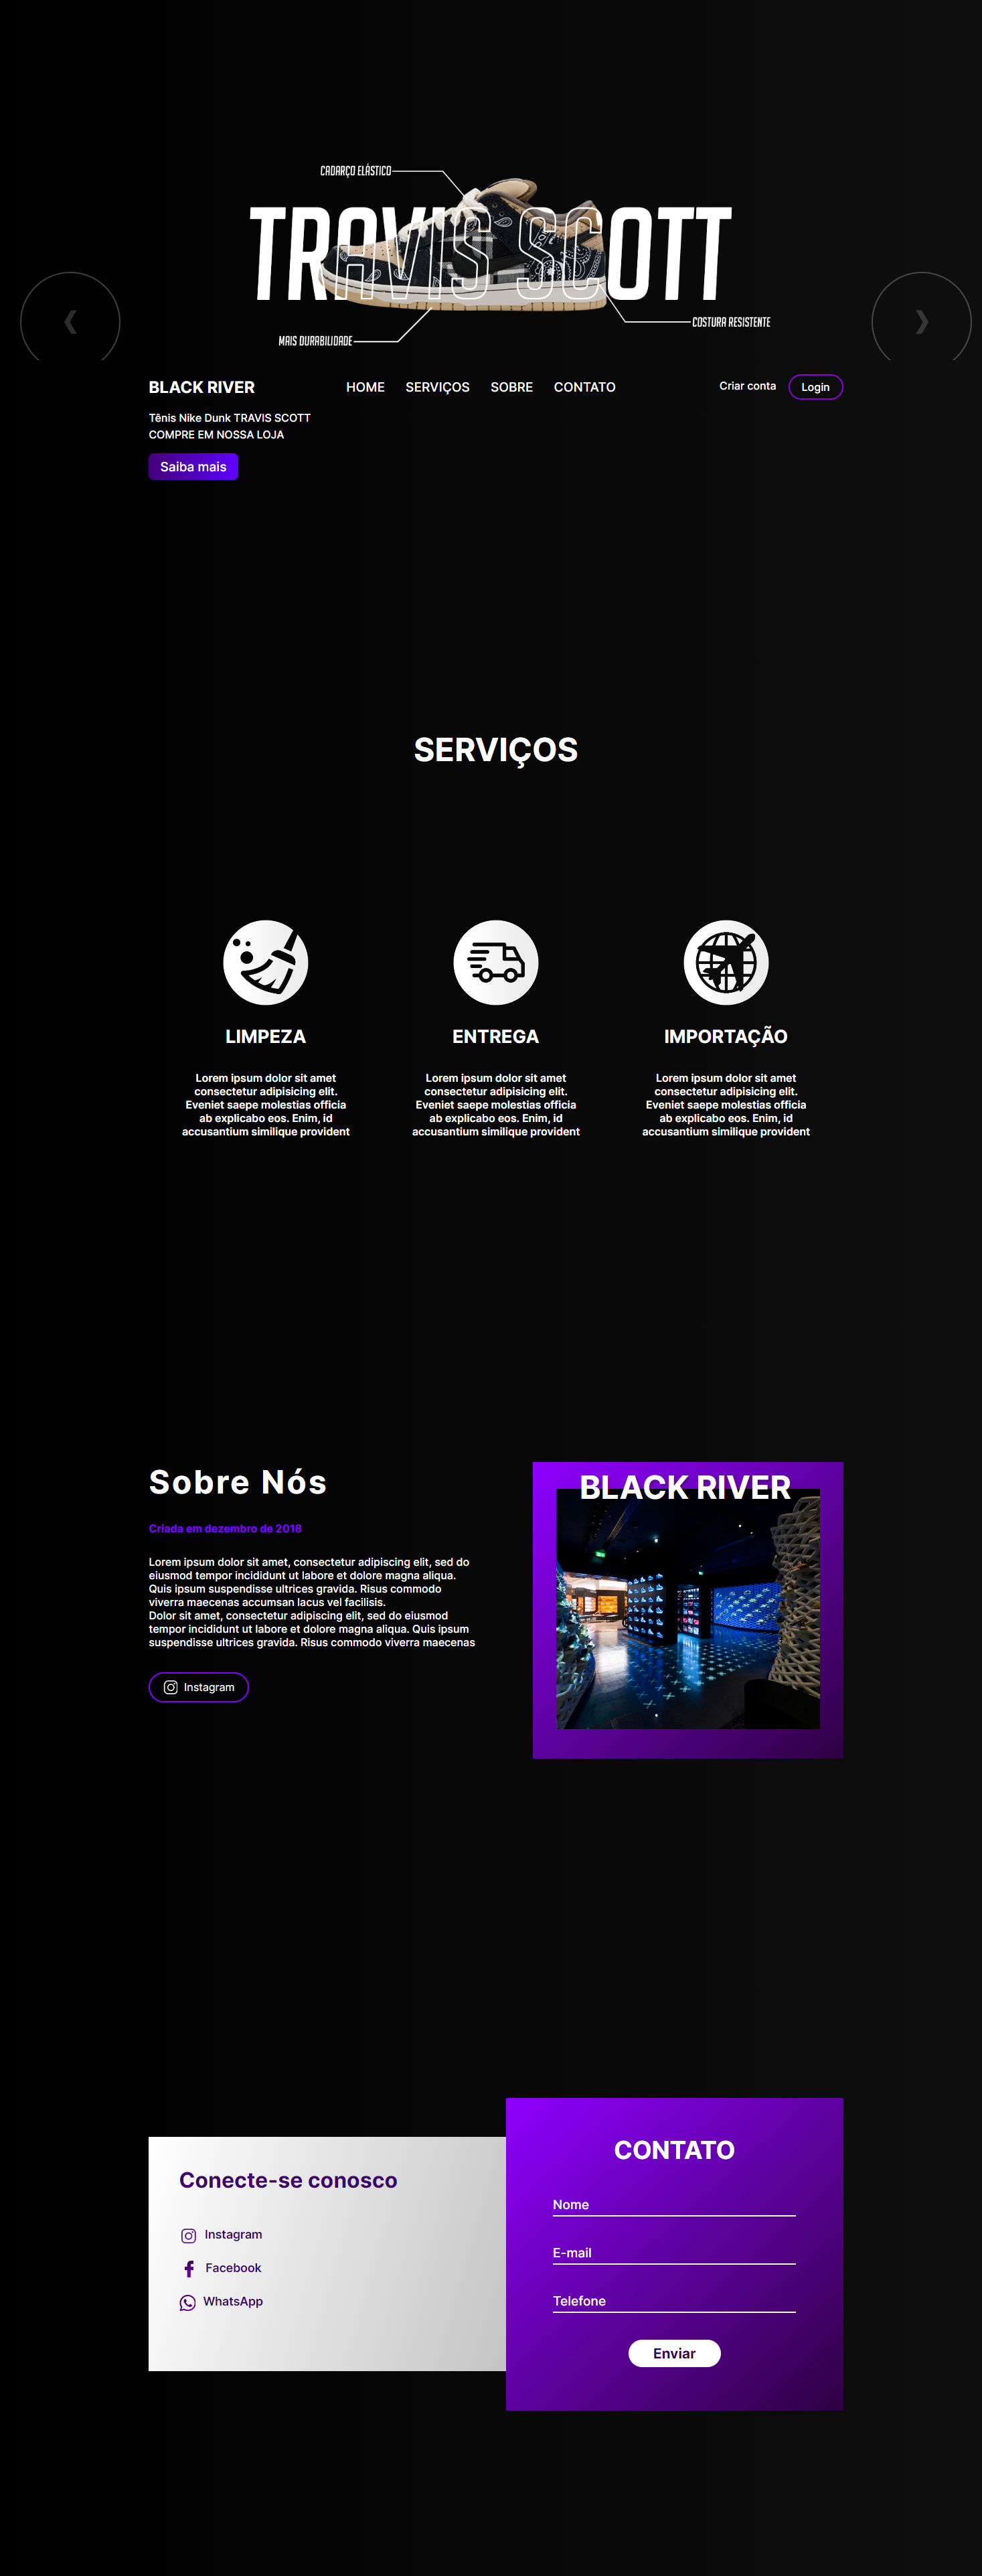 CADARÇO ELÁSTICO
TRAVIS SCOTT
COSTURA RESISTENTE
MAIS DURABILIDADE
BLACK RIVER
HOME SERVIÇOS SOBRE CONTATO
Criar conta
Login
Tênis Nike Dunk TRAVIS SCOTT
COMPRE EM NOSSA LOJA
Saiba mais
SERVIÇOS
LIMPEZA
Lorem ipsum dolor sit amet
consectetur adipisicing elit.
Eveniet saepe molestias officia
ab explicabo eos. Enim, id
accusantium similique provident
ENTREGA
Lorem ipsum dolor sit amet
consectetur adipisicing elit.
Eveniet saepe molestias officia
ab explicabo eos. Enim, id
accusantium similique provident
IMPORTAÇÃO
Lorem ipsum dolor sit amet
consectetur adipisicing elit.
Eveniet saepe molestias officia
ab explicabo eos. Enim, id
accusantium similique provident
Sobre Nós
Criada em dezembro de 2018
Lorem ipsum dolor sit amet, consectetur adipiscing elit, sed do
eiusmod tempor incididunt ut labore et dolore magna aliqua.
Quis ipsum suspendisse ultrices gravida. Risus commodo
viverra maecenas accumsan lacus vel facilisis.
Dolor sit amet, consectetur adipiscing elit, sed do eiusmod
tempor incididunt ut labore et dolore magna aliqua. Quis ipsum
suspendisse ultrices gravida. Risus commodo viverra maecenas
Instagram
BLACK RIVER
Conecte-se conosco
Instagram
Facebook
WhatsApp
CONTATO
Nome
E-mail
Telefone
Enviar